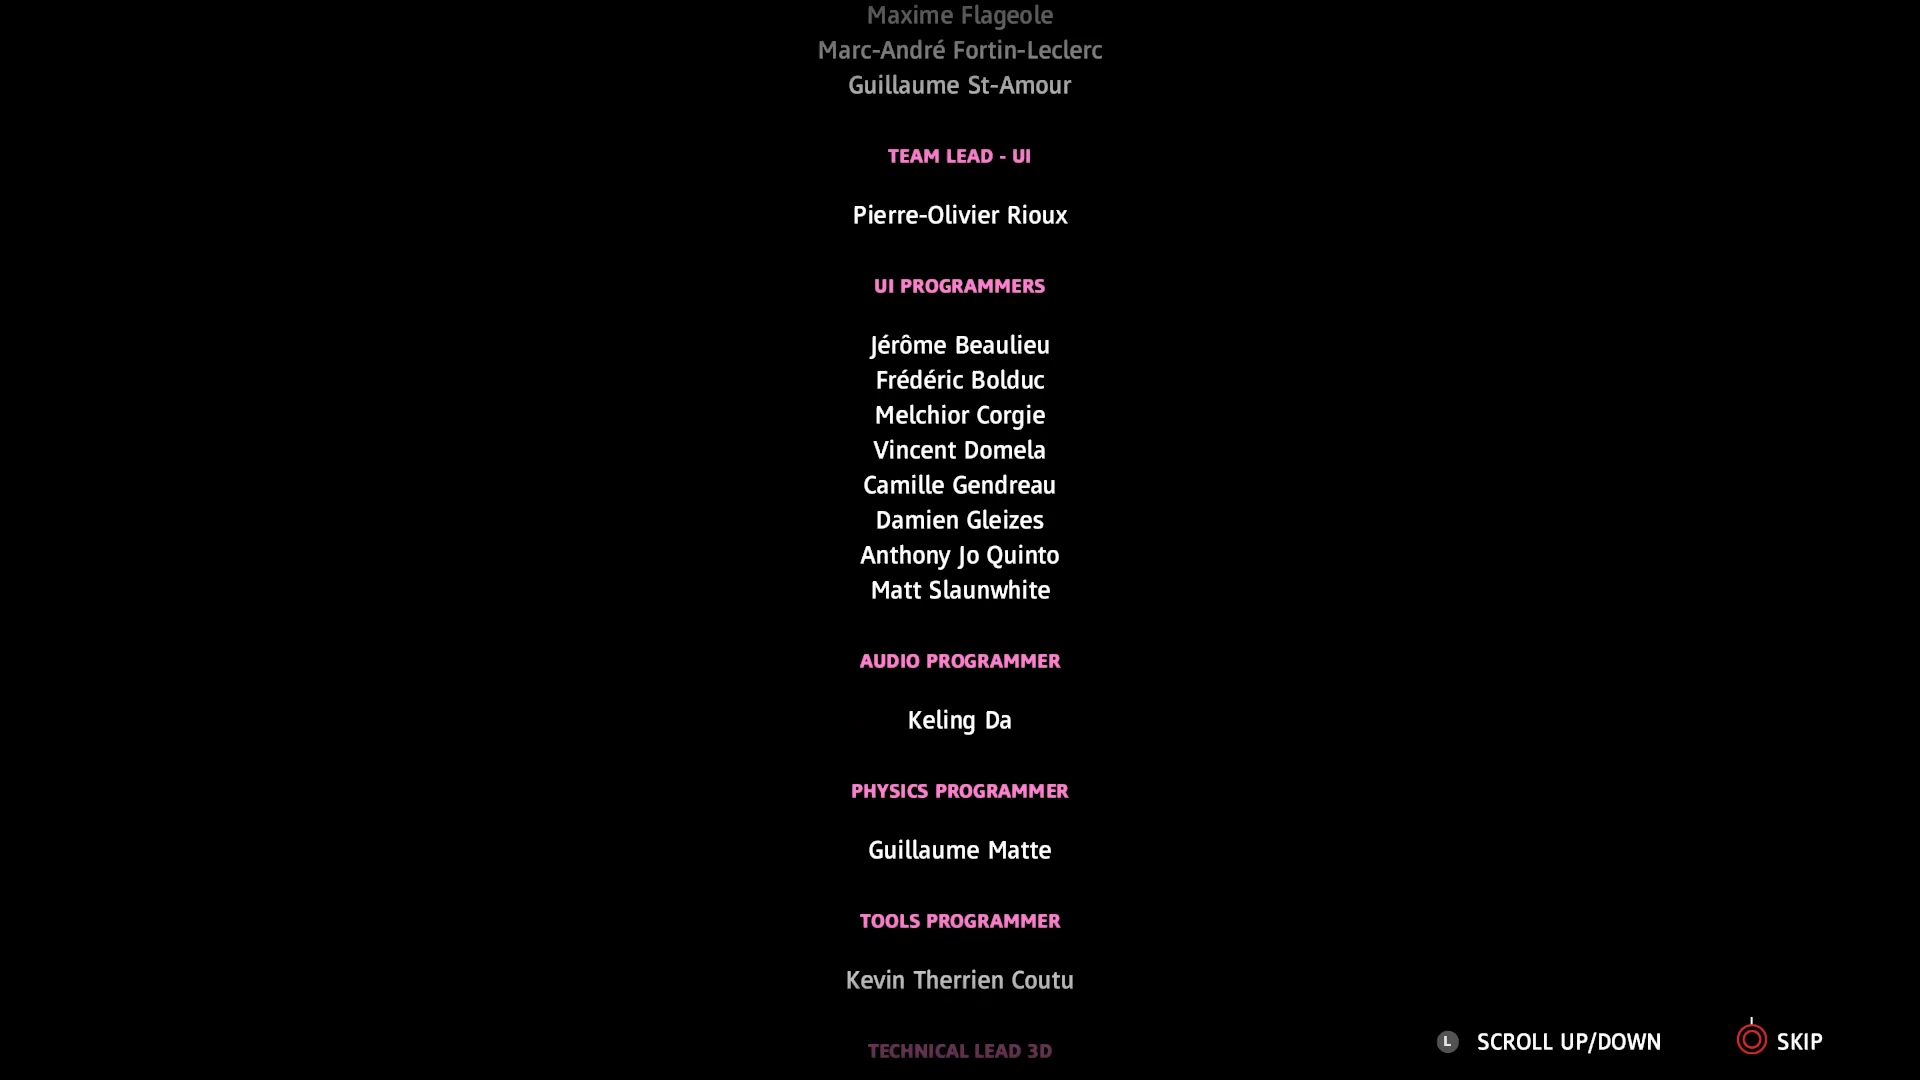 Maxime Flageole
Marc-André Fortin-Leclerc
Guillaume St-Amour
TEAM LEAD - UI
Pierre-Olivier Rioux
UI PROGRAMMERS
Jérôme Beaulieu
Frédéric Bolduc
Melchior Corgie
Vincent Domela
Camille Gendreau
Damien Gleizes
Anthony Jo Quinto
Matt Slaunwhite
AUDIO PROGRAMMER
Keling Da
PHYSICS PROGRAMMER
Guillaume Matte
TOOLS PROGRAMMER
Kevin Therrien Coutu
TECHNICAL LEAD 3D
L SCROLL UP/DOWN SKIP